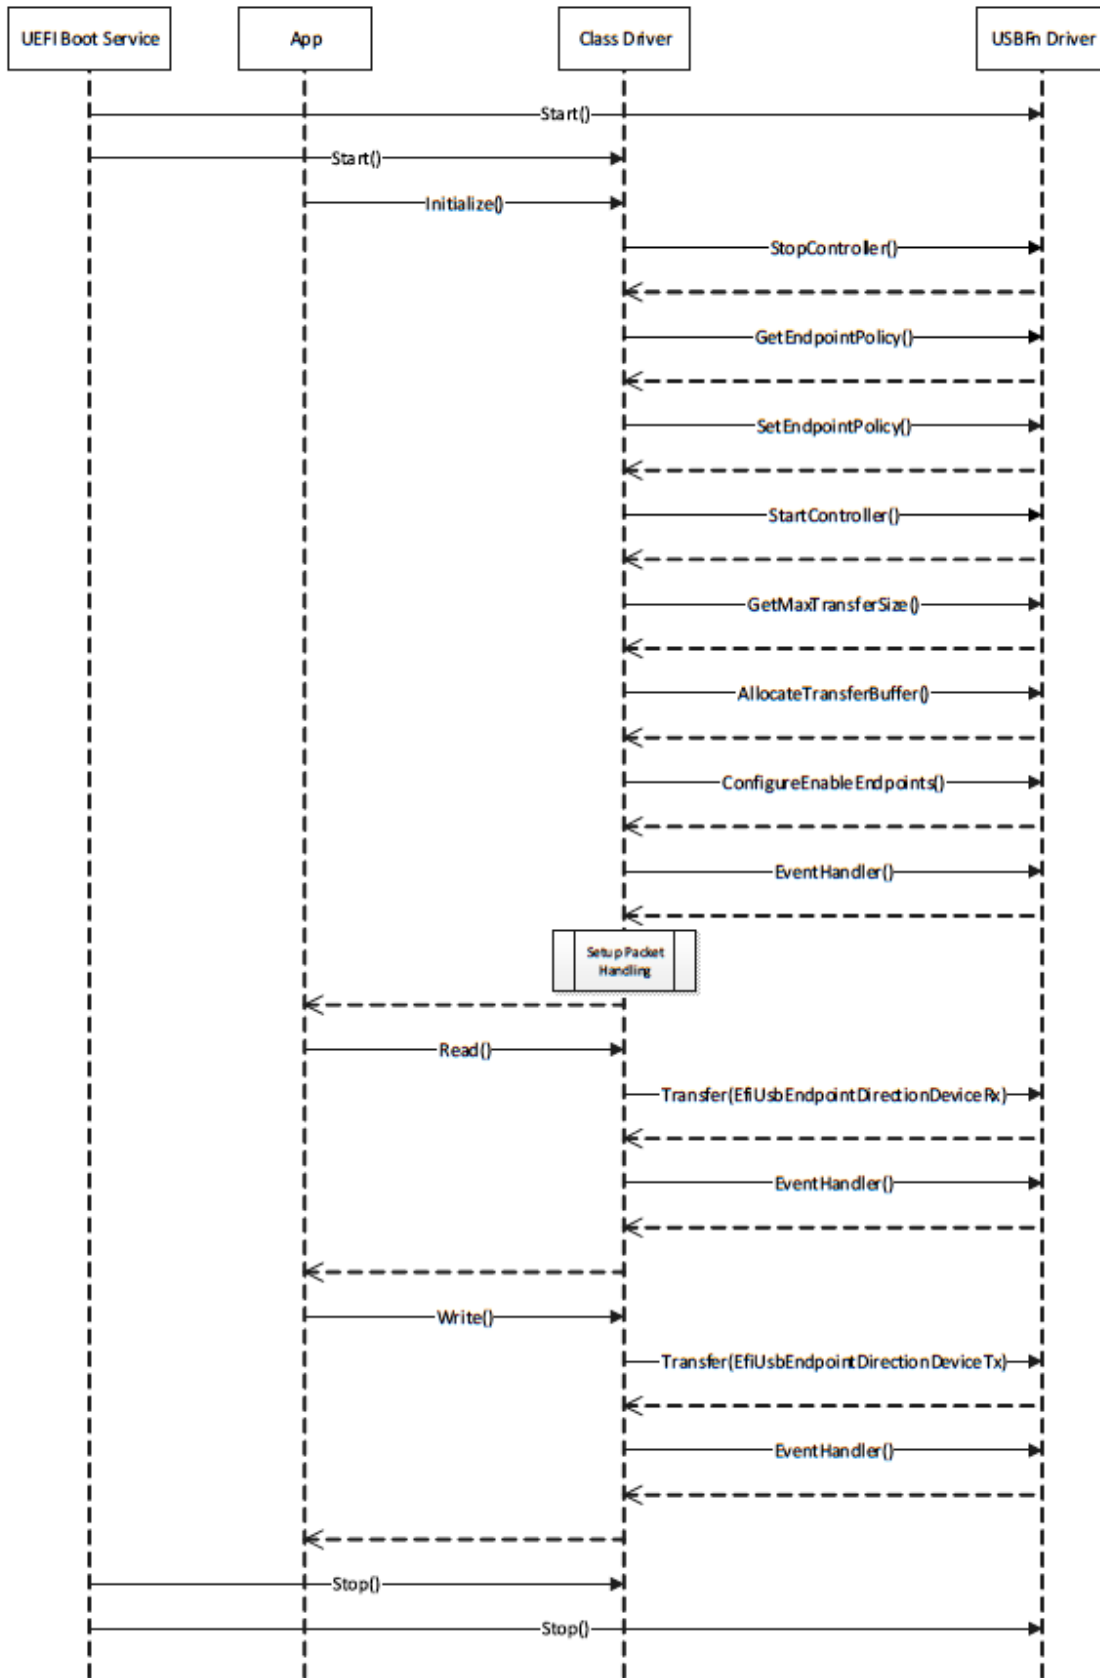 UEFI Boot Service
App
Class Driver
USBFn Driver
Start()
Start()
Initialize()
StopController()
GetEndpointPolicy()
SetEndpointPolicy()
StartController()
GetMaxTransferSize()
AllocateTransferBuffer()
ConfigureEnableEndpoints()
EventHandler()
Setup Packet
Handling
Read()
Transfer(EfiUsbEndpointDirectionDeviceRx)
EventHandler()
Write()
Transfer(EfiUsbEndpointDirectionDeviceTx)
EventHandler()
Stop()
Stop()